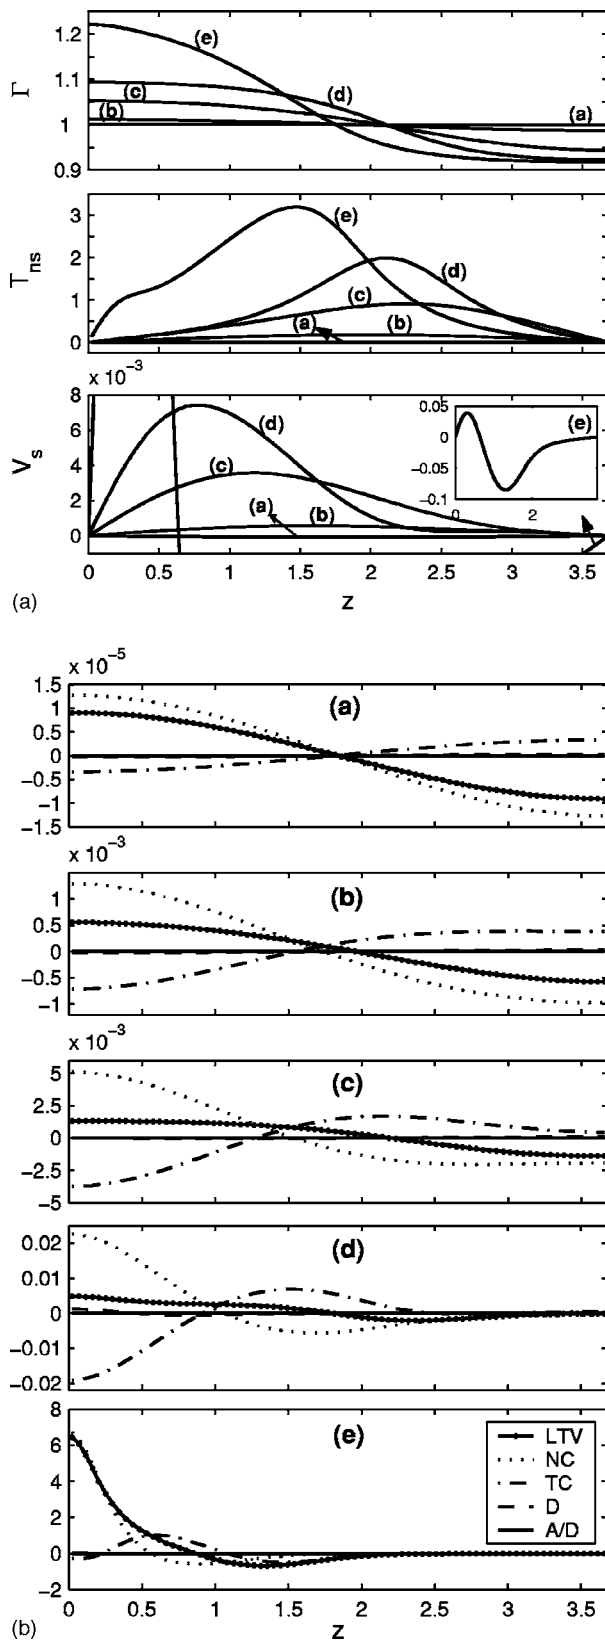 1.2
(e)
Γ
1.1
(c)
(d)
(b)
(a)
1
0.9
3
(e)
T_ns
2
(d)
(c)
1
(a)
(b)
0
x 10^-3
8
0.05
(e)
6
(d)
0
V_s
-0.05
4
(c)
-0.1
0
2
2
(a)
(b)
0
0 0.5 1 1.5 2 2.5 3 3.5
(a)
z
x 10^-5
1.5
(a)
1
0.5
0
-0.5
-1
-1.5
x 10^-3
1
(b)
0.5
0
-0.5
-1
x 10^-3
5
(c)
2.5
0
-2.5
-5
0.02
(d)
0.01
0
-0.01
-0.02
8
(e)
6
LTV
NC
4
TC
2
D
A/D
0
-2
0 0.5 1 1.5 2 2.5 3 3.5
(b)
z